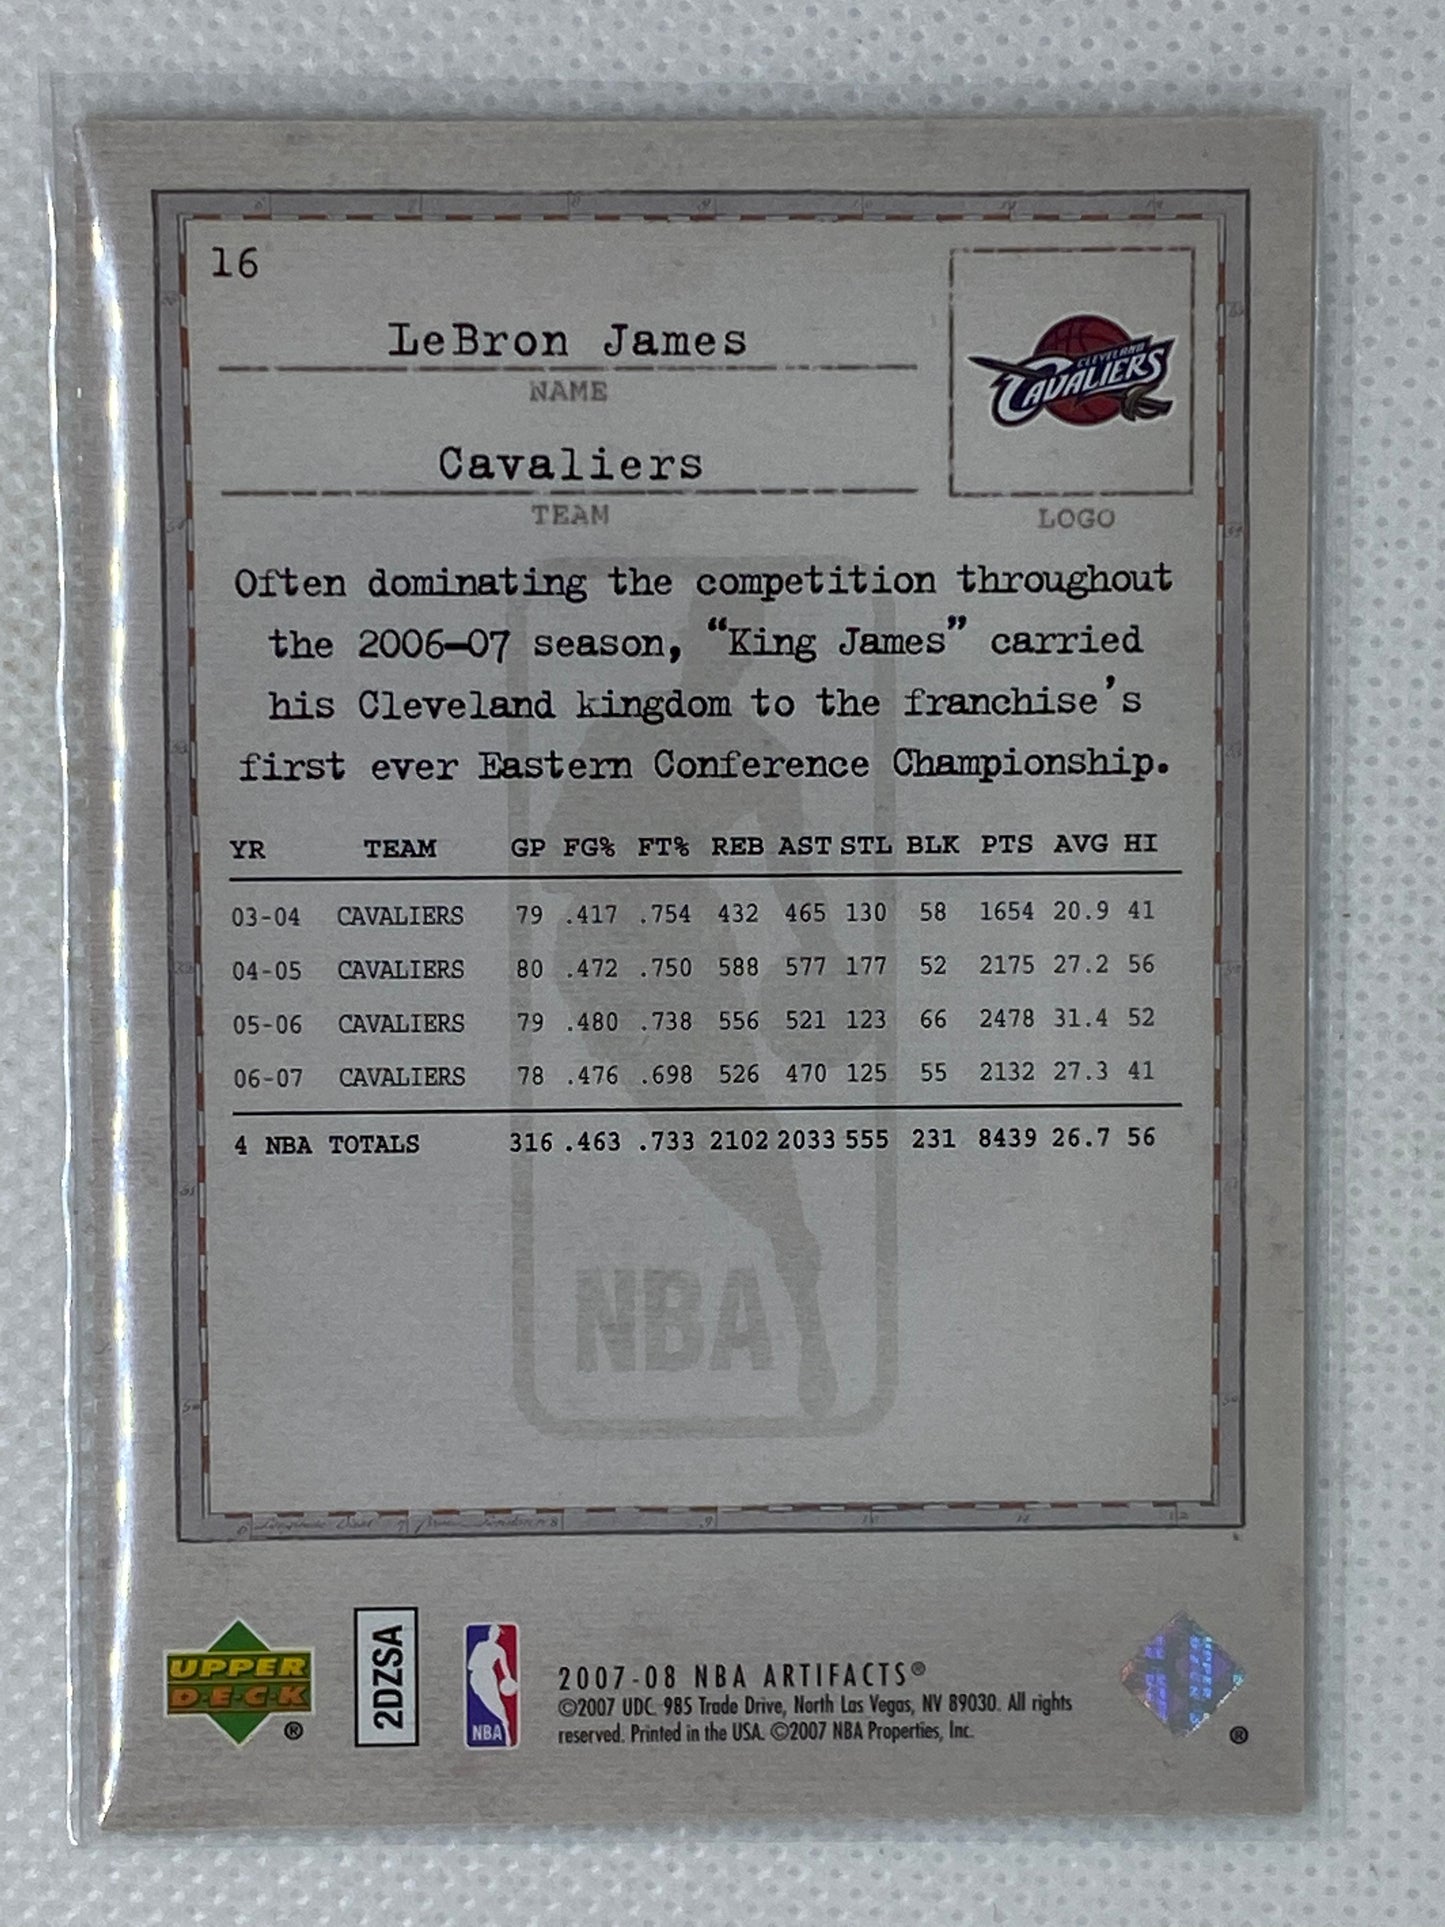 16
LeBron James
NAME
CLEVELAND
CAVALIERS
Cavaliers
TEAM
LOGO
Often dominating the competition throughout
the 2006–07 season, “King James” carried
his Cleveland kingdom to the franchise's
first ever Eastern Conference Championship.
YR TEAM GP FG% FT% REB AST STL BLK PTS AVG HI
03-04 CAVALIERS 79 .417 .754 432 465 130 58 1654 20.9 41
04-05 CAVALIERS 80 .472 .750 588 577 177 52 2175 27.2 56
05-06 CAVALIERS 79 .480 .738 556 521 123 66 2478 31.4 52
06-07 CAVALIERS 78 .476 .698 526 470 125 55 2132 27.3 41
4 NBA TOTALS 316 .463 .733 2102 2033 555 231 8439 26.7 56
NBA
UPPER
DECK
®
2DZSA
NBA
2007-08 NBA ARTIFACTS®
©2007 UDC. 985 Trade Drive, North Las Vegas, NV 89030. All rights
reserved. Printed in the USA. ©2007 NBA Properties, Inc.
®